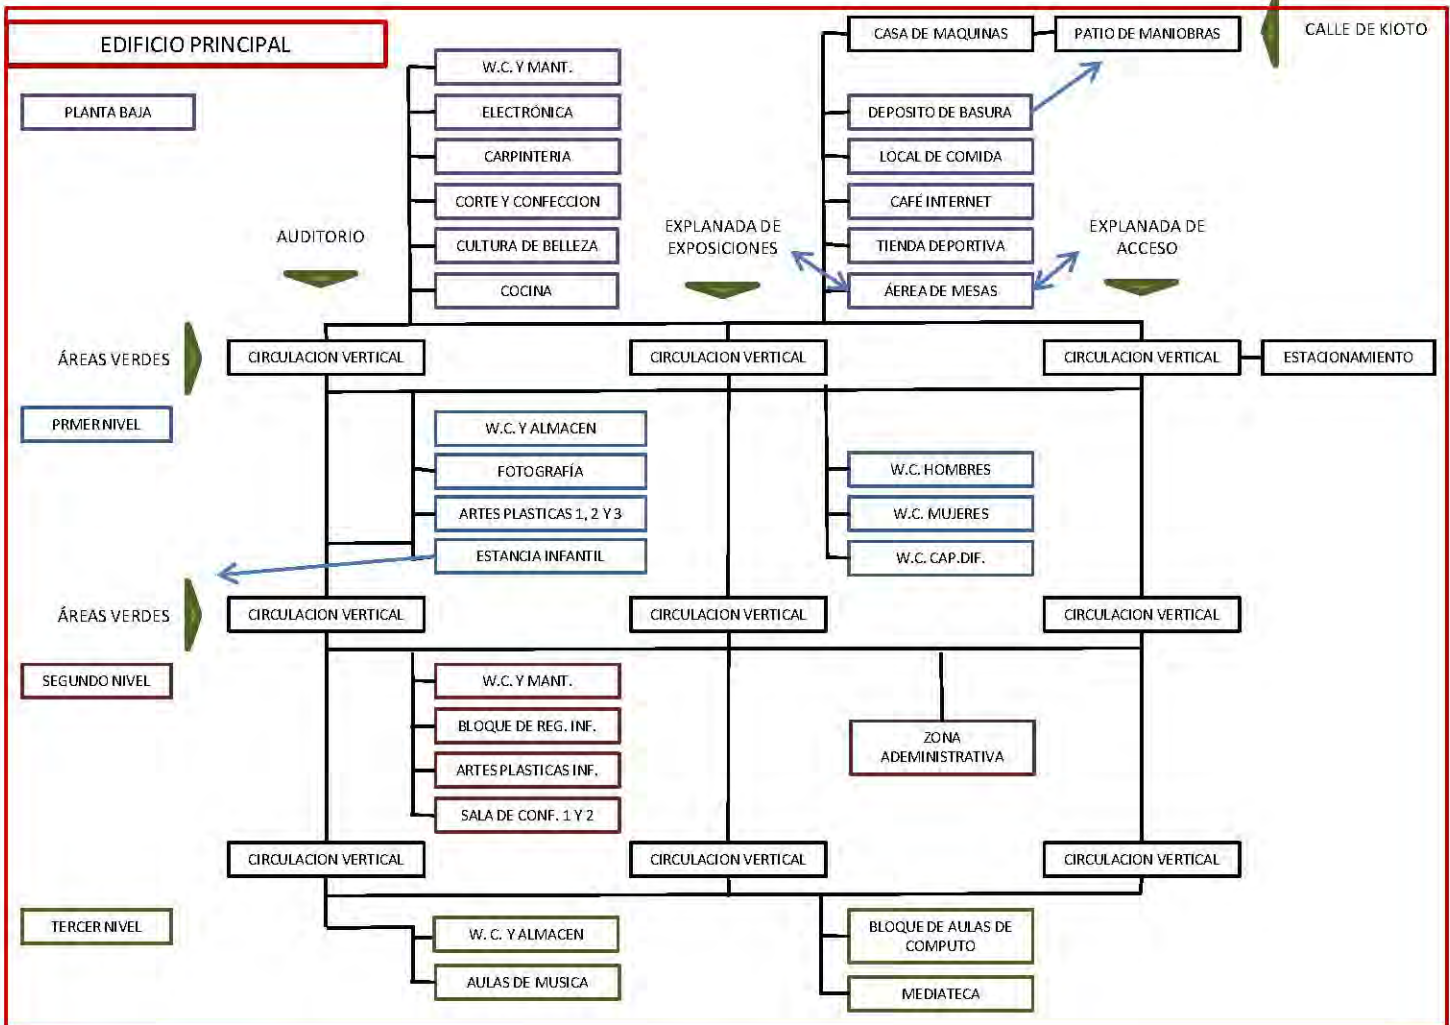 EDIFICIO PRINCIPAL
CASA DE MAQUINAS
PATIO DE MANIOBRAS
CALLE DE KIOTO
PLANTA BAJA
W.C. Y MANT.
ELECTRÓNICA
CARPINTERIA
CORTE Y CONFECCION
CULTURA DE BELLEZA
COCINA
DEPOSITO DE BASURA
LOCAL DE COMIDA
CAFÉ INTERNET
TIENDA DEPORTIVA
ÁEREA DE MESAS
AUDITORIO
EXPLANADA DE
EXPOSICIONES
EXPLANADA DE
ACCESO
ÁREAS VERDES
CIRCULACION VERTICAL
CIRCULACION VERTICAL
CIRCULACION VERTICAL
ESTACIONAMIENTO
PRMER NIVEL
W.C. Y ALMACEN
FOTOGRAFÍA
ARTES PLASTICAS 1, 2 Y 3
ESTANCIA INFANTIL
W.C. HOMBRES
W.C. MUJERES
W.C. CAP.DIF.
ÁREAS VERDES
CIRCULACION VERTICAL
CIRCULACION VERTICAL
CIRCULACION VERTICAL
SEGUNDO NIVEL
W.C. Y MANT.
BLOQUE DE REG. INF.
ARTES PLASTICAS INF.
SALA DE CONF. 1 Y 2
ZONA
ADEMINISTRATIVA
CIRCULACION VERTICAL
CIRCULACION VERTICAL
CIRCULACION VERTICAL
TERCER NIVEL
W. C. Y ALMACEN
AULAS DE MUSICA
BLOQUE DE AULAS DE
COMPUTO
MEDIATECA